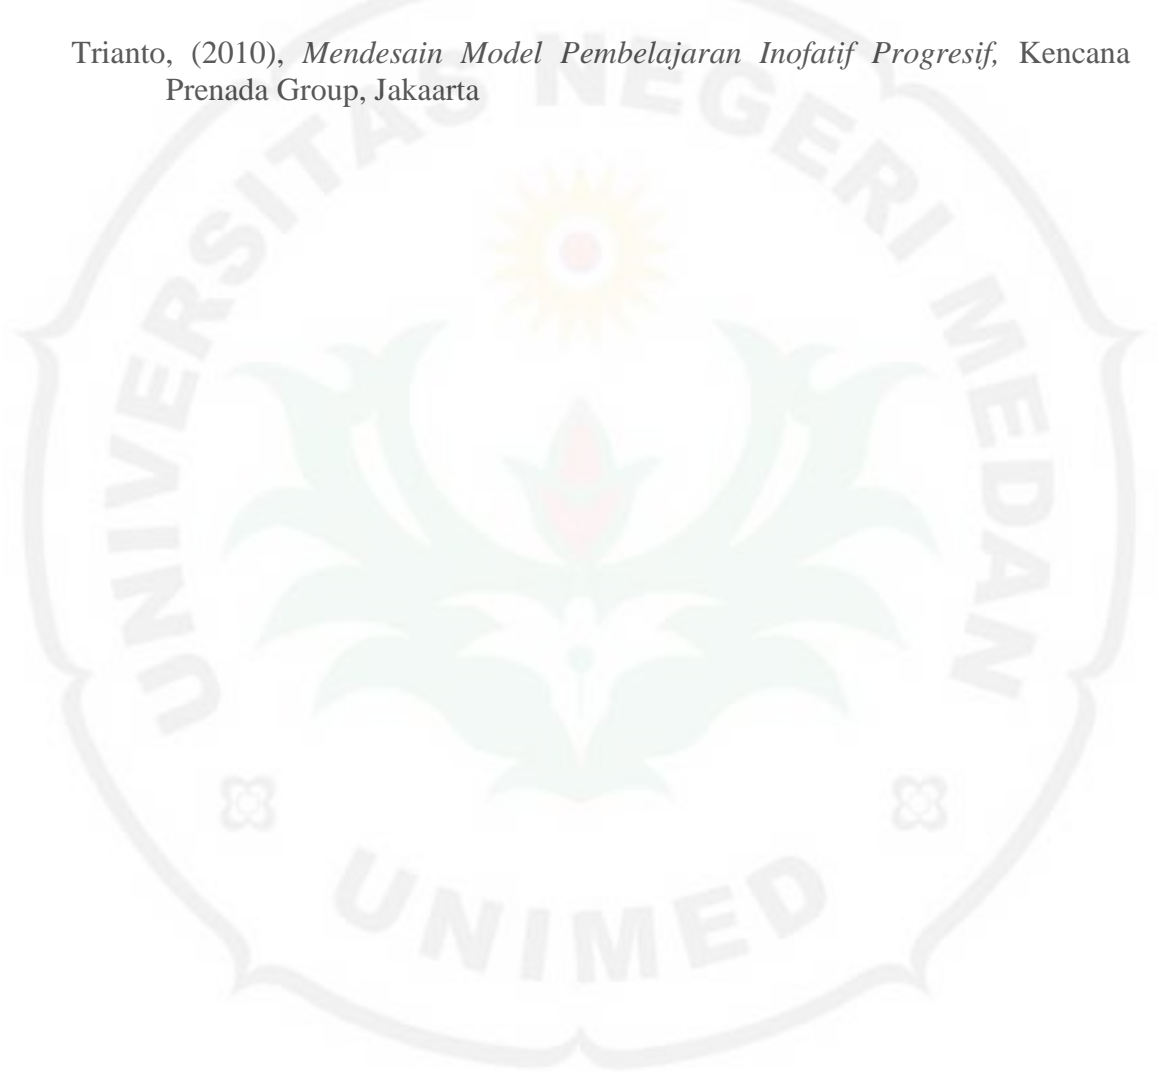 Trianto, (2010), Mendesain Model Pembelajaran Inofatif Progresif, Kencana
Prenada Group, Jakaarta
UNIVERSITAS NEGERI MEDAN
UNIMED